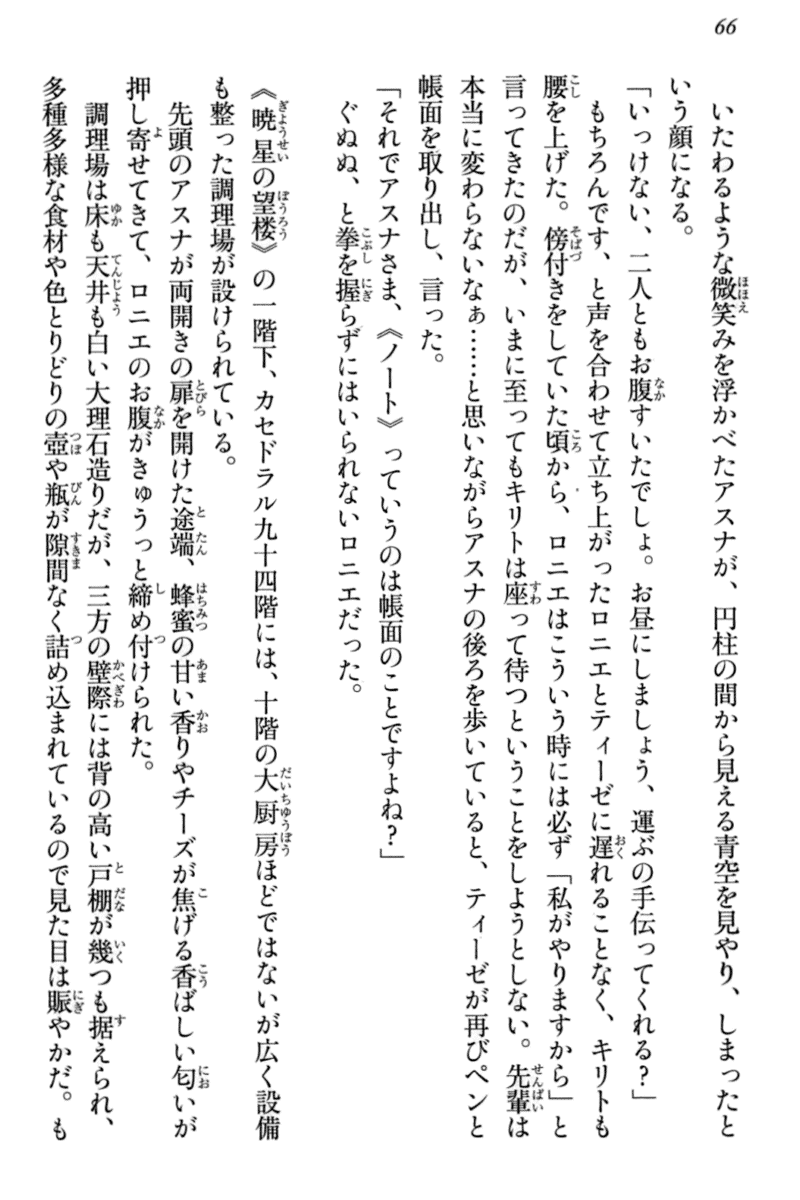 66
いたわるような微笑みを浮かべたアスナが、円柱の間から見える青空を見やり、しまったと
いう顔になる。
「いっけない、二人ともお腹すいたでしょ。お昼にしましょう、運ぶの手伝ってくれる？」
もちろんです、と声を合わせて立ち上がったロニエとティーゼに遅れることなく、キリトも
腰を上げた。傍付きをしていた頃から、ロニエはこういう時には必ず「私がやりますから」と
言ってきたのだが、いまに至ってもキリトは座って待つということをしようとしない。先輩は
本当に変わらないなぁ……と思いながらアスナの後ろを歩いていると、ティーゼが再びペンと
帳面を取り出し、言った。
「それでアスナさま、《ノート》っていうのは帳面のことですよね？」
ぐぬぬ、と拳を握らずにはいられないロニエだった。
《暁星の望楼》の一階下、カセドラル九十四階には、十階の大厨房ほどではないが広く設備
も整った調理場が設けられている。
先頭のアスナが両開きの扉を開けた途端、蜂蜜の甘い香りやチーズが焦げる香ばしい匂いが
押し寄せてきて、ロニエのお腹がきゅうっと締め付けられた。
調理場は床も天井も白い大理石造りだが、三方の壁際には背の高い戸棚が幾つも据えられ、
多種多様な食材や色とりどりの壺や瓶が隙間なく詰め込まれているので見た目は賑やかだ。も